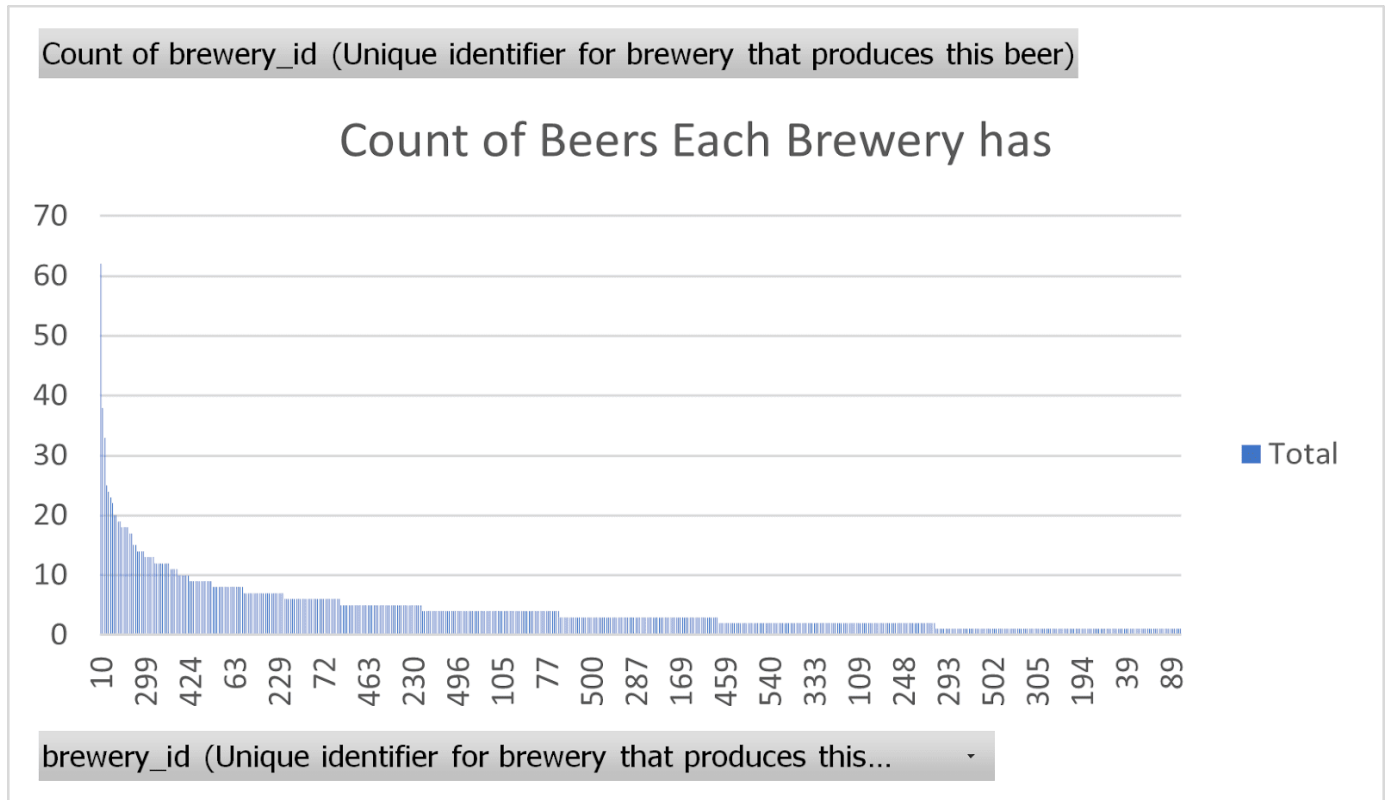 Count of brewery_id (Unique identifier for brewery that produces this beer)
Count of Beers Each Brewery has
70
60
50
40
30
20
10
0
Total
10 299 424 63 229 72 463 230 496 105 77 500 287 169 459 540 333 109 248 293 502 305 194 39 89
brewery_id (Unique identifier for brewery that produces this...